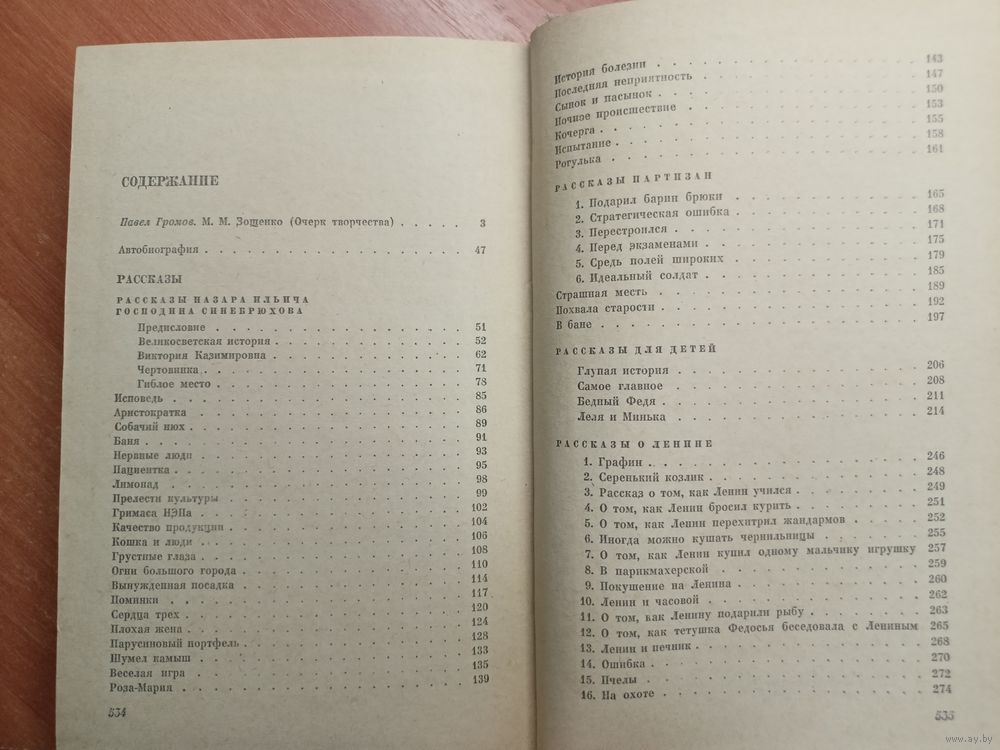 СОДЕРЖАНИЕ
Павел Громов. М. М. Зощенко (Очерк творчества) . . . . . 3
Автобиография . . . . . . . . . . . . . . . . . 47
РАССКАЗЫ
РАССКАЗЫ НАЗАРА ИЛЬИЧА
ГОСПОДИНА СИНЕБРЮХОВА
Предисловие . . . . . . . . . . . . . . . . 51
Великосветская история . . . . . . . . . . . . 52
Виктория Казимировна . . . . . . . . . . . . 62
Чертовинка . . . . . . . . . . . . . . . . 71
Гиблое место . . . . . . . . . . . . . . . 78
Исповедь . . . . . . . . . . . . . . . . . . 85
Аристократка . . . . . . . . . . . . . . . . 86
Собачий нюх . . . . . . . . . . . . . . . . 89
Баня . . . . . . . . . . . . . . . . . . . 91
Нервные люди . . . . . . . . . . . . . . . . 93
Пациентка . . . . . . . . . . . . . . . . . 95
Лимонад . . . . . . . . . . . . . . . . . . 98
Прелести культуры . . . . . . . . . . . . . . 99
Гримаса НЭПа . . . . . . . . . . . . . . . . 102
Качество продукции . . . . . . . . . . . . . . 104
Кошка и люди . . . . . . . . . . . . . . . . 106
Грустные глаза . . . . . . . . . . . . . . . . 108
Огни большого города . . . . . . . . . . . . . 110
Вынужденная посадка . . . . . . . . . . . . . 114
Поминки . . . . . . . . . . . . . . . . . . 117
Сердца трех . . . . . . . . . . . . . . . . . 120
Плохая жена . . . . . . . . . . . . . . . . . 124
Парусиновый портфель . . . . . . . . . . . . . 128
Шумел камыш . . . . . . . . . . . . . . . . 133
Веселая игра . . . . . . . . . . . . . . . . 135
Роза-Мария . . . . . . . . . . . . . . . . . 139
534
История болезни . . . . . . . . . . . . . . . 143
Последняя неприятность . . . . . . . . . . . . 147
Сынок и пасынок . . . . . . . . . . . . . . . 150
Ночное происшествие . . . . . . . . . . . . . 153
Кочерга . . . . . . . . . . . . . . . . . . 155
Испытание . . . . . . . . . . . . . . . . . 158
Рогулька . . . . . . . . . . . . . . . . . . 161
РАССКАЗЫ ПАРТИЗАН
1. Подарил барин брюки . . . . . . . . . . . . 165
2. Стратегическая ошибка . . . . . . . . . . . . 168
3. Перестроился . . . . . . . . . . . . . . . 171
4. Перед экзаменами . . . . . . . . . . . . . 175
5. Средь полей широких . . . . . . . . . . . . 179
6. Идеальный солдат . . . . . . . . . . . . . 185
Страшная месть . . . . . . . . . . . . . . . 189
Похвала старости . . . . . . . . . . . . . . . 192
В бане . . . . . . . . . . . . . . . . . . 197
РАССКАЗЫ ДЛЯ ДЕТЕЙ
Глупая история . . . . . . . . . . . . . . . 206
Самое главное . . . . . . . . . . . . . . . 208
Бедный Федя . . . . . . . . . . . . . . . . 211
Леля и Минька . . . . . . . . . . . . . . . 214
РАССКАЗЫ О ЛЕНИНЕ
1. Графин . . . . . . . . . . . . . . . . . 246
2. Серенький козлик . . . . . . . . . . . . . 248
3. Рассказ о том, как Ленин учился . . . . . . . 249
4. О том, как Ленин бросил курить . . . . . . . 251
5. О том, как Ленин перехитрил жандармов . . . . 252
6. Иногда можно кушать чернильницы . . . . . . 255
7. О том, как Ленин купил одному мальчику игрушку 257
8. В парикмахерской . . . . . . . . . . . . . 259
9. Покушение на Ленина . . . . . . . . . . . . 260
10. Ленин и часовой . . . . . . . . . . . . . 262
11. О том, как Ленину подарили рыбу . . . . . . 263
12. О том, как тетушка Федосья беседовала с Лениным 265
13. Ленин и печник . . . . . . . . . . . . . . 268
14. Ошибка . . . . . . . . . . . . . . . . . 270
15. Пчелы . . . . . . . . . . . . . . . . . 272
16. На охоте . . . . . . . . . . . . . . . . 274
535
www.ay.by